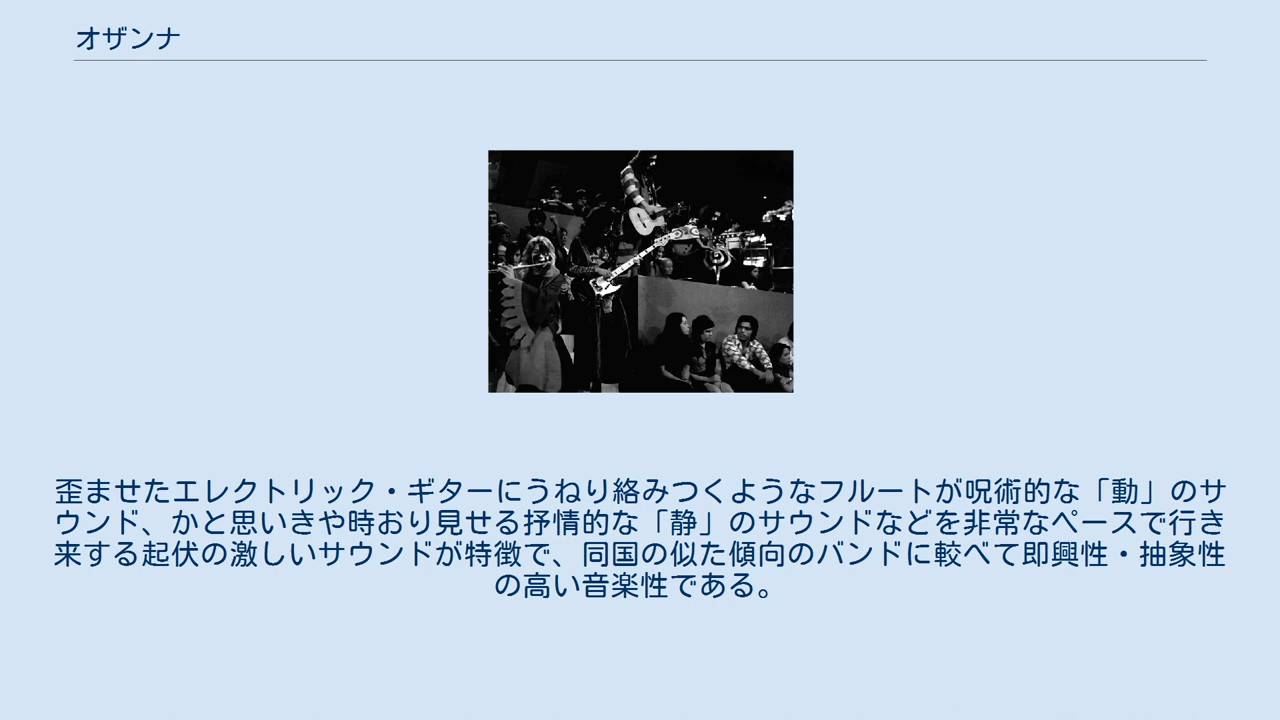 オザンナ
歪ませたエレクトリック・ギターにうねり絡みつくようなフルートが呪術的な「動」のサ
ウンド、かと思いきや時おり見せる抒情的な「静」のサウンドなどを非常なペースで行き
来する起伏の激しいサウンドが特徴で、同国の似た傾向のバンドに較べて即興性・抽象性
の高い音楽性である。